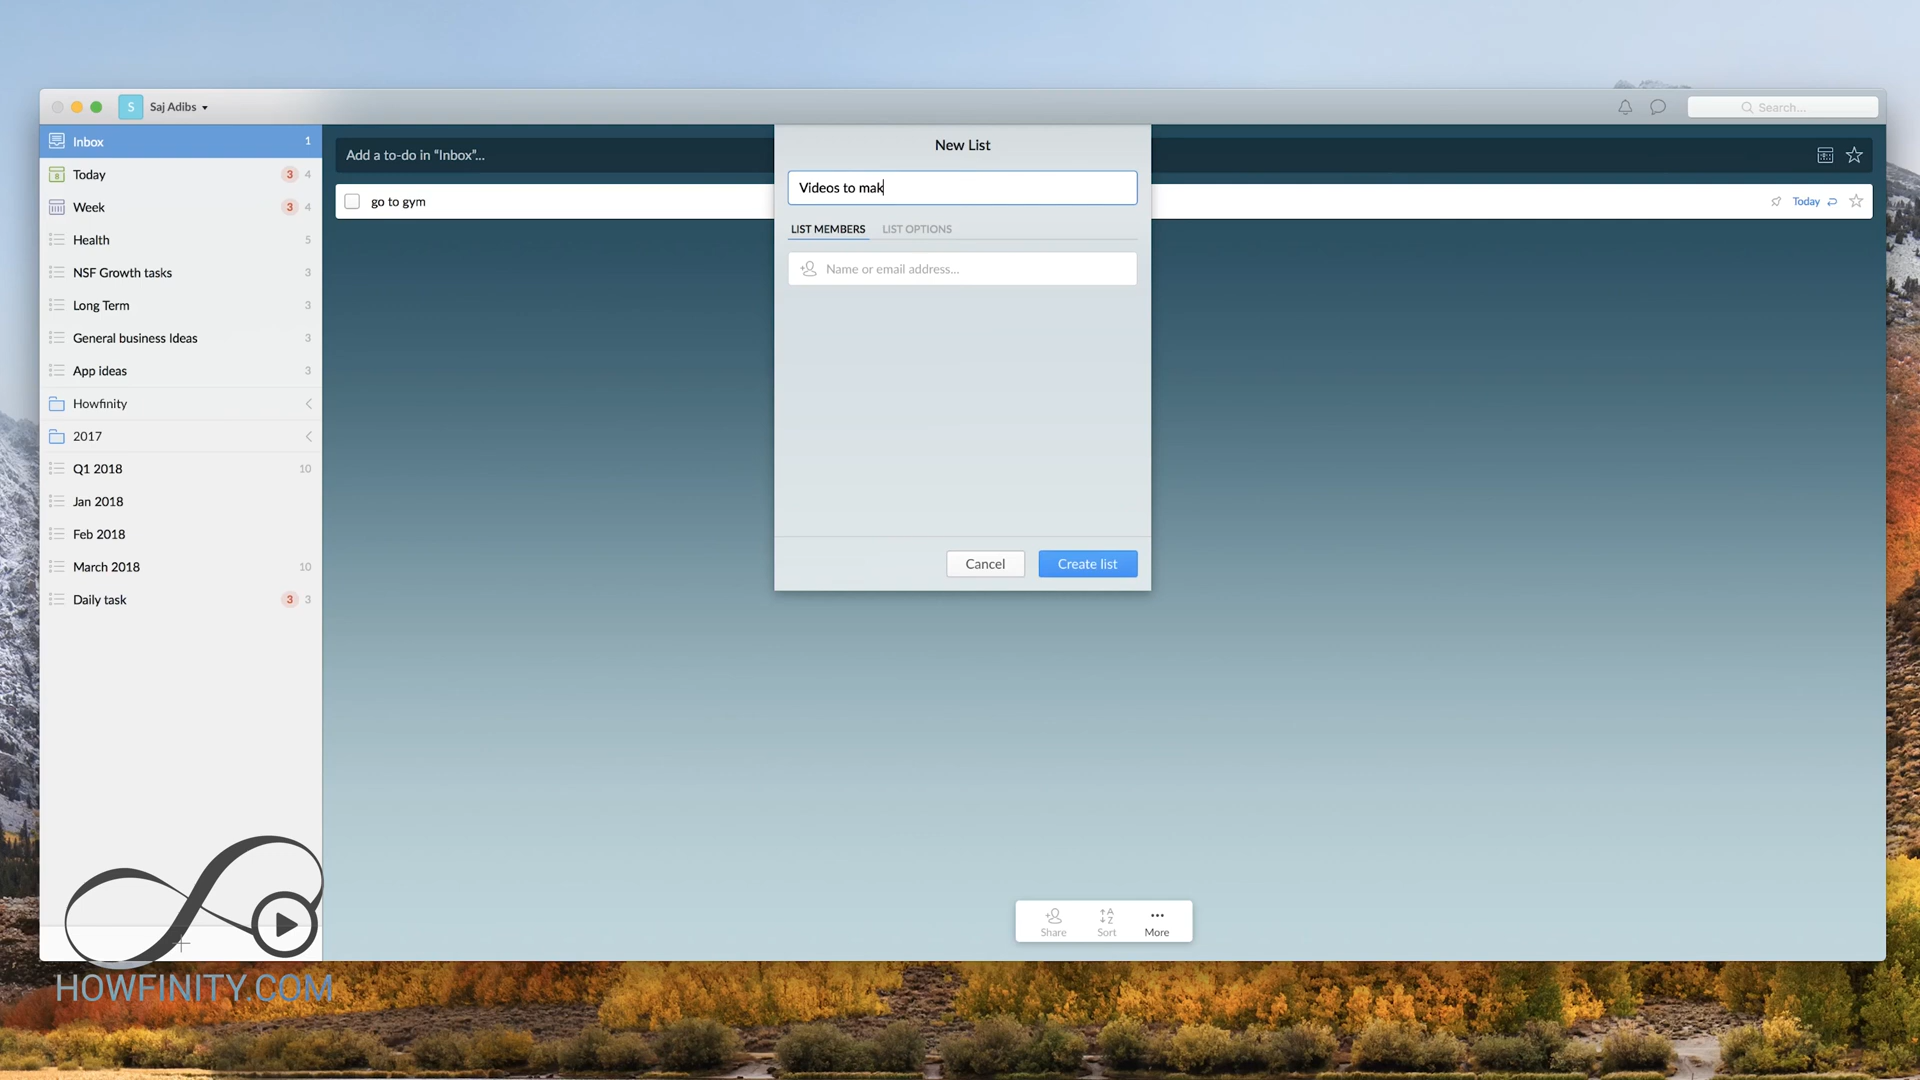 S Saj Adibs
Search...
Inbox 1
Today 3 4
Week 3 4
Health 5
NSF Growth tasks 3
Long Term 3
General business Ideas 3
App ideas 3
Howfinity
2017
Q1 2018 10
Jan 2018
Feb 2018
March 2018 10
Daily task 3 3
Add a to-do in “Inbox”...
go to gym
Today
New List
Videos to mak
LIST MEMBERS LIST OPTIONS
Name or email address...
Cancel Create list
Share Sort More
HOWFINITY.COM